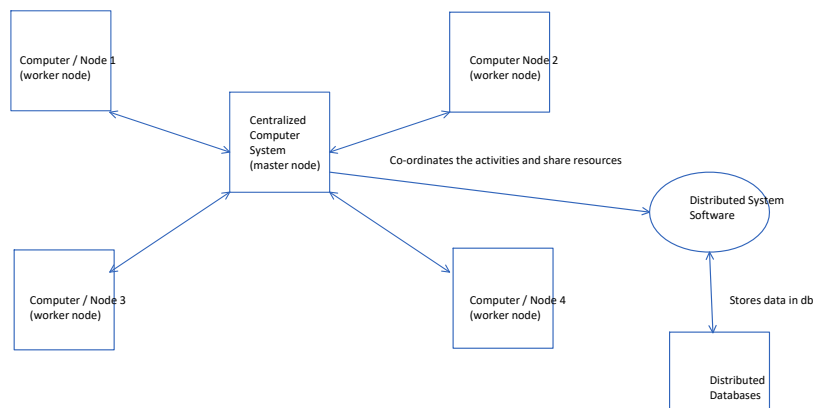 Computer / Node 1
(worker node)
Computer Node 2
(worker node)
Centralized
Computer
System
(master node)
Co-ordinates the activities and share resources
Distributed System
Software
Computer / Node 3
(worker node)
Computer / Node 4
(worker node)
Stores data in db
Distributed
Databases